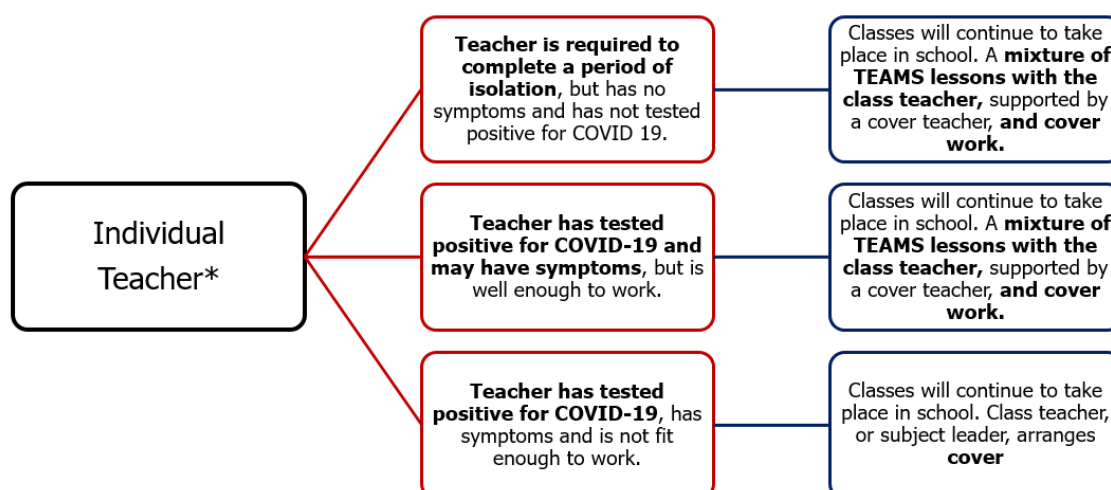 Individual
Teacher*
Teacher is required to
complete a period of
isolation, but has no
symptoms and has not tested
positive for COVID 19.
Classes will continue to take
place in school. A mixture of
TEAMS lessons with the
class teacher, supported by
a cover teacher, and cover
work.
Teacher has tested
positive for COVID-19 and
may have symptoms, but is
well enough to work.
Classes will continue to take
place in school. A mixture of
TEAMS lessons with the
class teacher, supported by
a cover teacher, and cover
work.
Teacher has tested
positive for COVID-19, has
symptoms and is not fit
enough to work.
Classes will continue to take
place in school. Class teacher,
or subject leader, arranges
cover